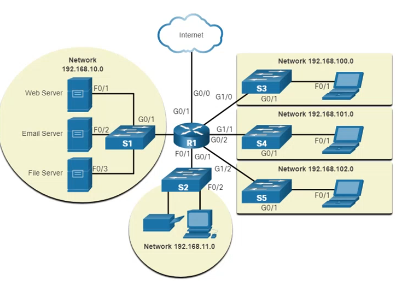 Internet
Network
192.168.10.0
Web Server
F0/1
Email Server
F0/2
File Server
F0/3
G0/1
S1
G0/0
G0/1
G1/0
G1/1
G0/2
R1
F0/1
G0/1
G1/2
S2
F0/2
Network 192.168.11.0
Network 192.168.100.0
S3
G0/1
F0/1
Network 192.168.101.0
S4
G0/1
F0/1
Network 192.168.102.0
S5
G0/1
F0/1